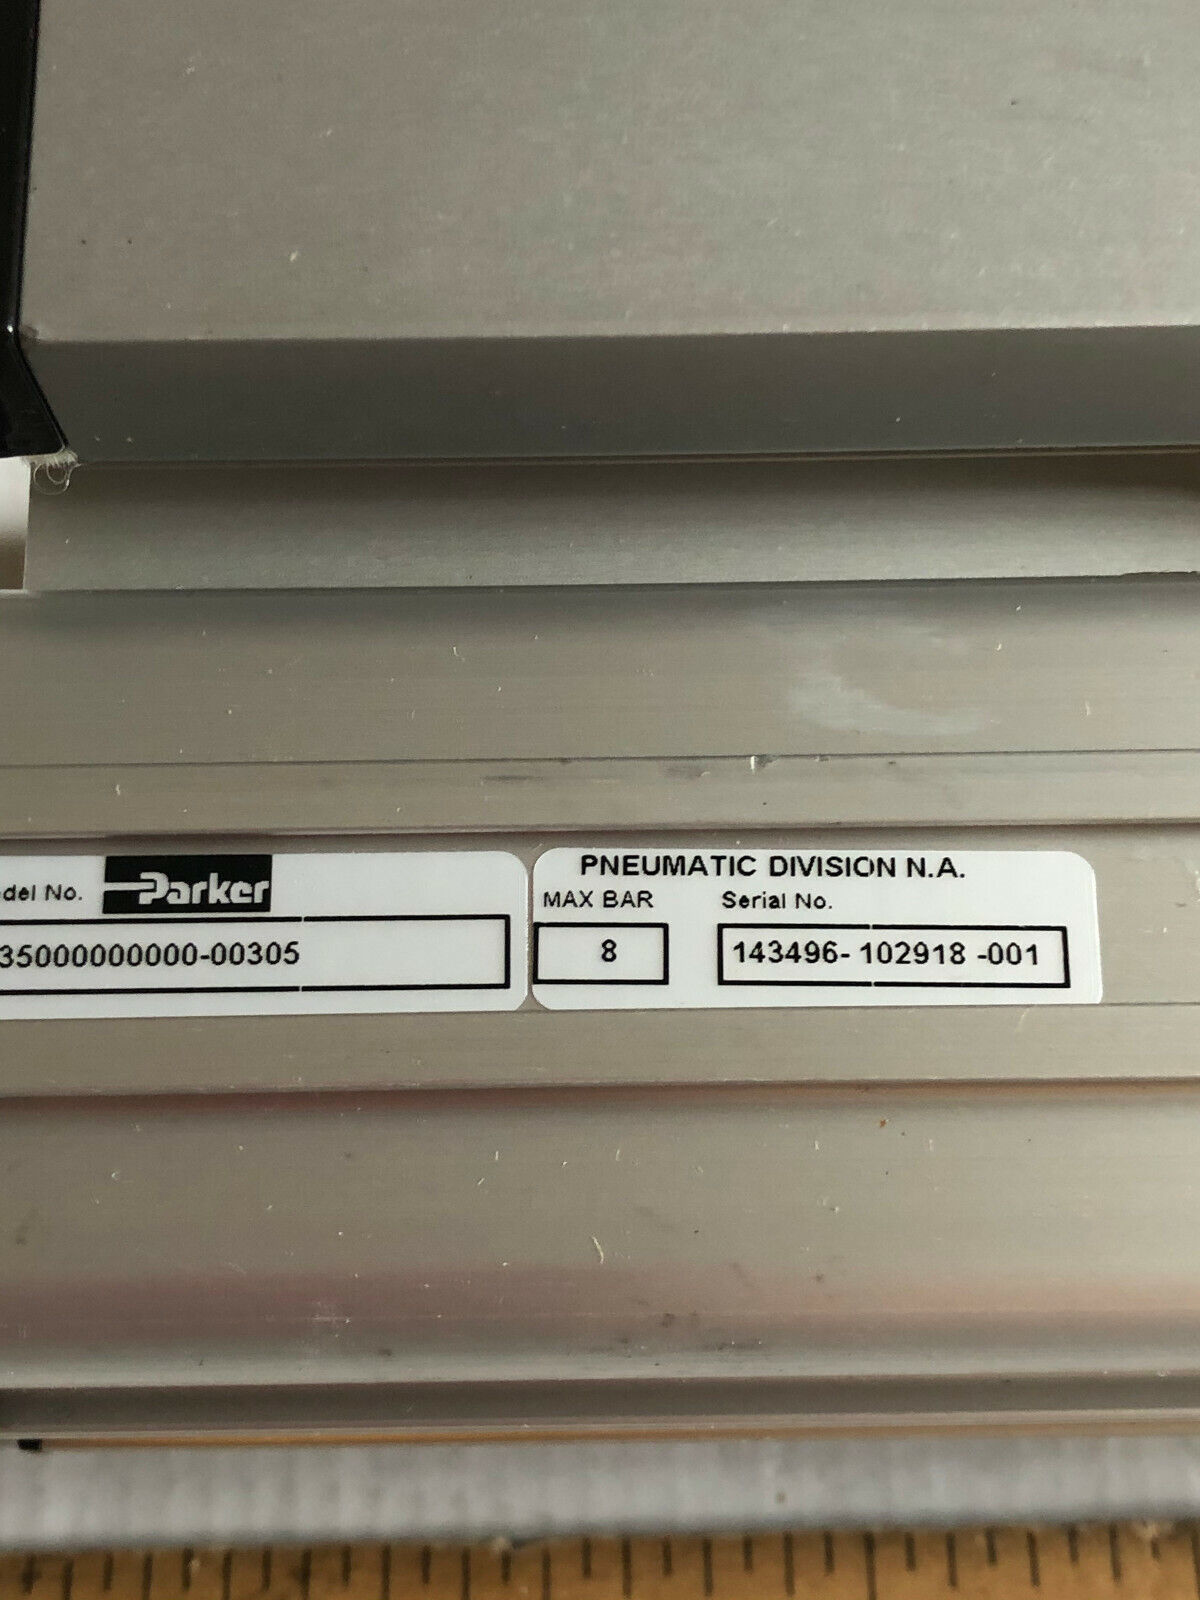 del No. Parker
35000000000-00305
PNEUMATIC DIVISION N.A.
MAX BAR Serial No.
8 143496- 102918 -001